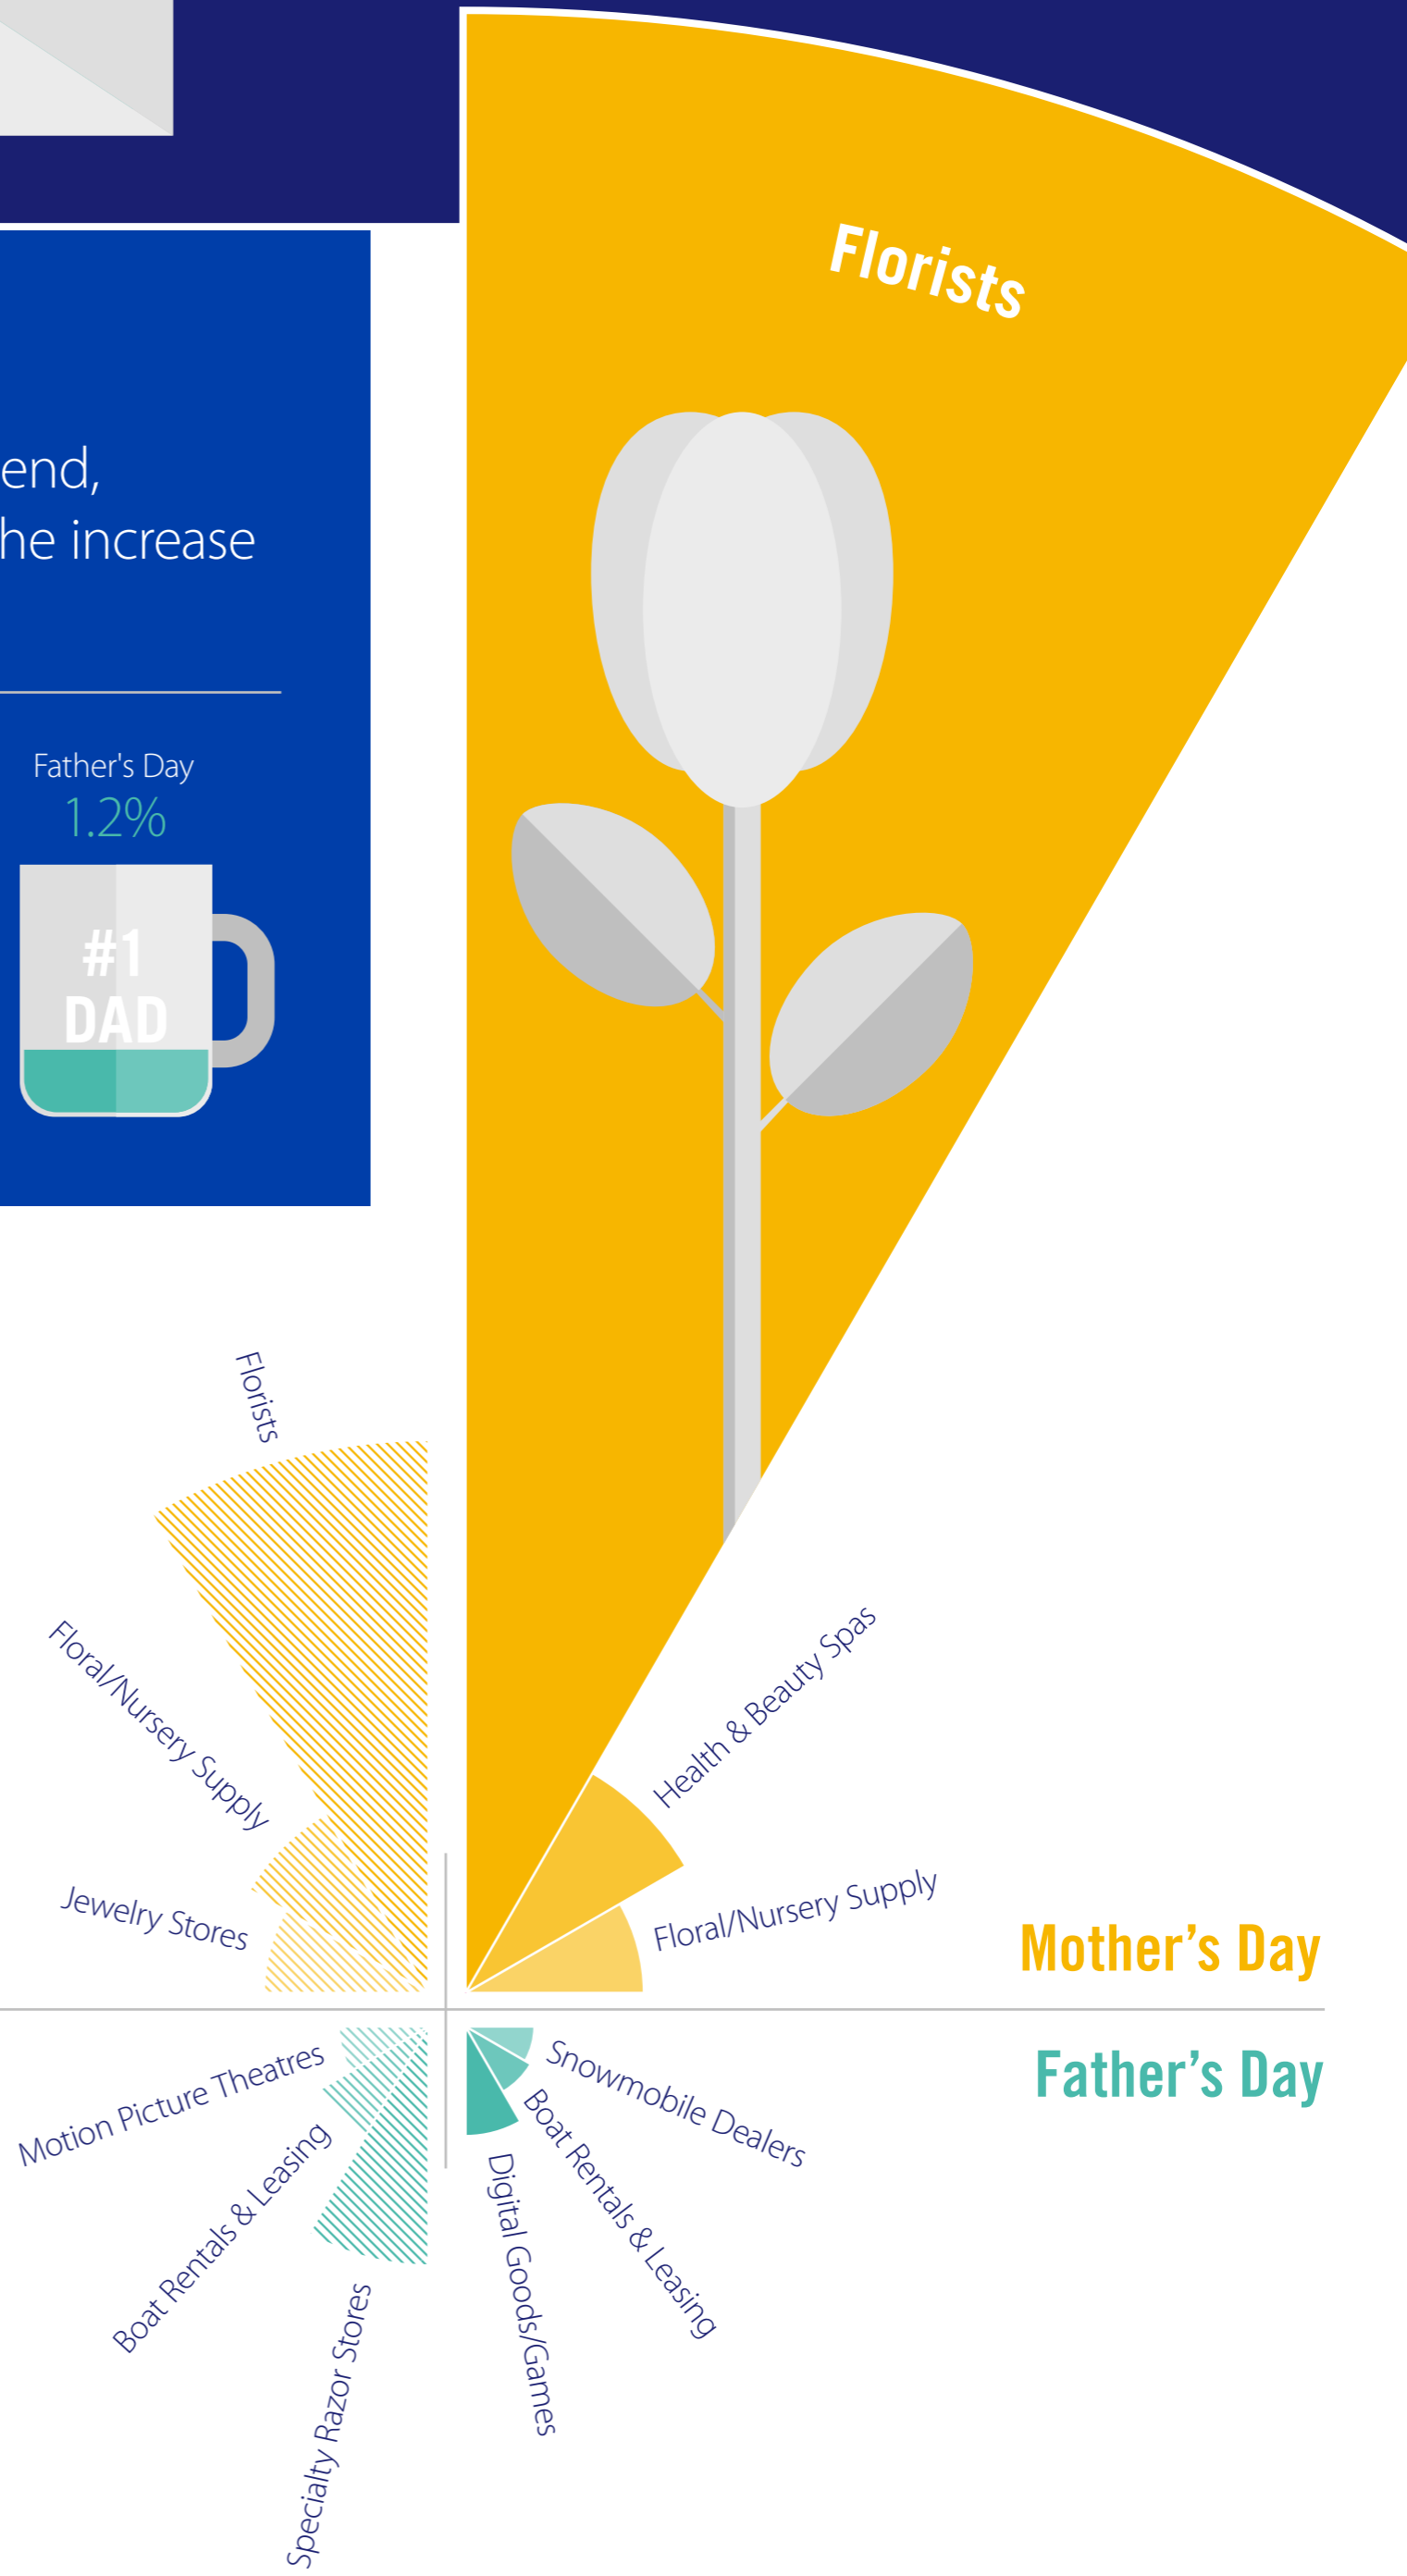 Florists
end,
he increase
Father's Day
1.2%
#1
DAD
Florists
Floral/Nursery Supply
Jewelry Stores
Health & Beauty Spas
Floral/Nursery Supply
Mother’s Day
Father’s Day
Motion Picture Theatres
Boat Rentals & Leasing
Specialty Razor Stores
Snowmobile Dealers
Boat Rentals & Leasing
Digital Goods/Games